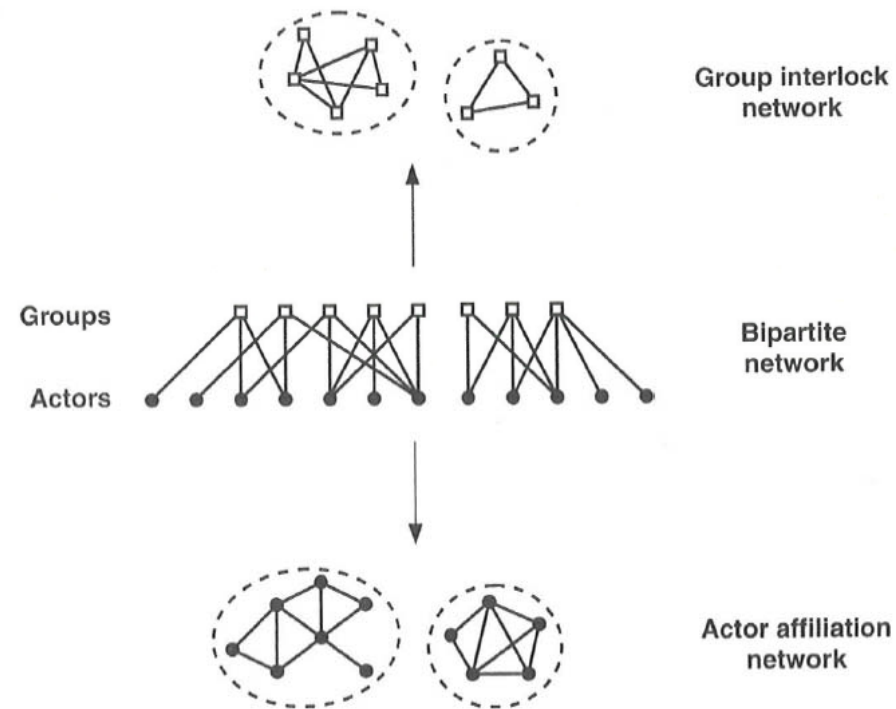 Group interlock
network
Groups
Bipartite
network
Actors
Actor affiliation
network